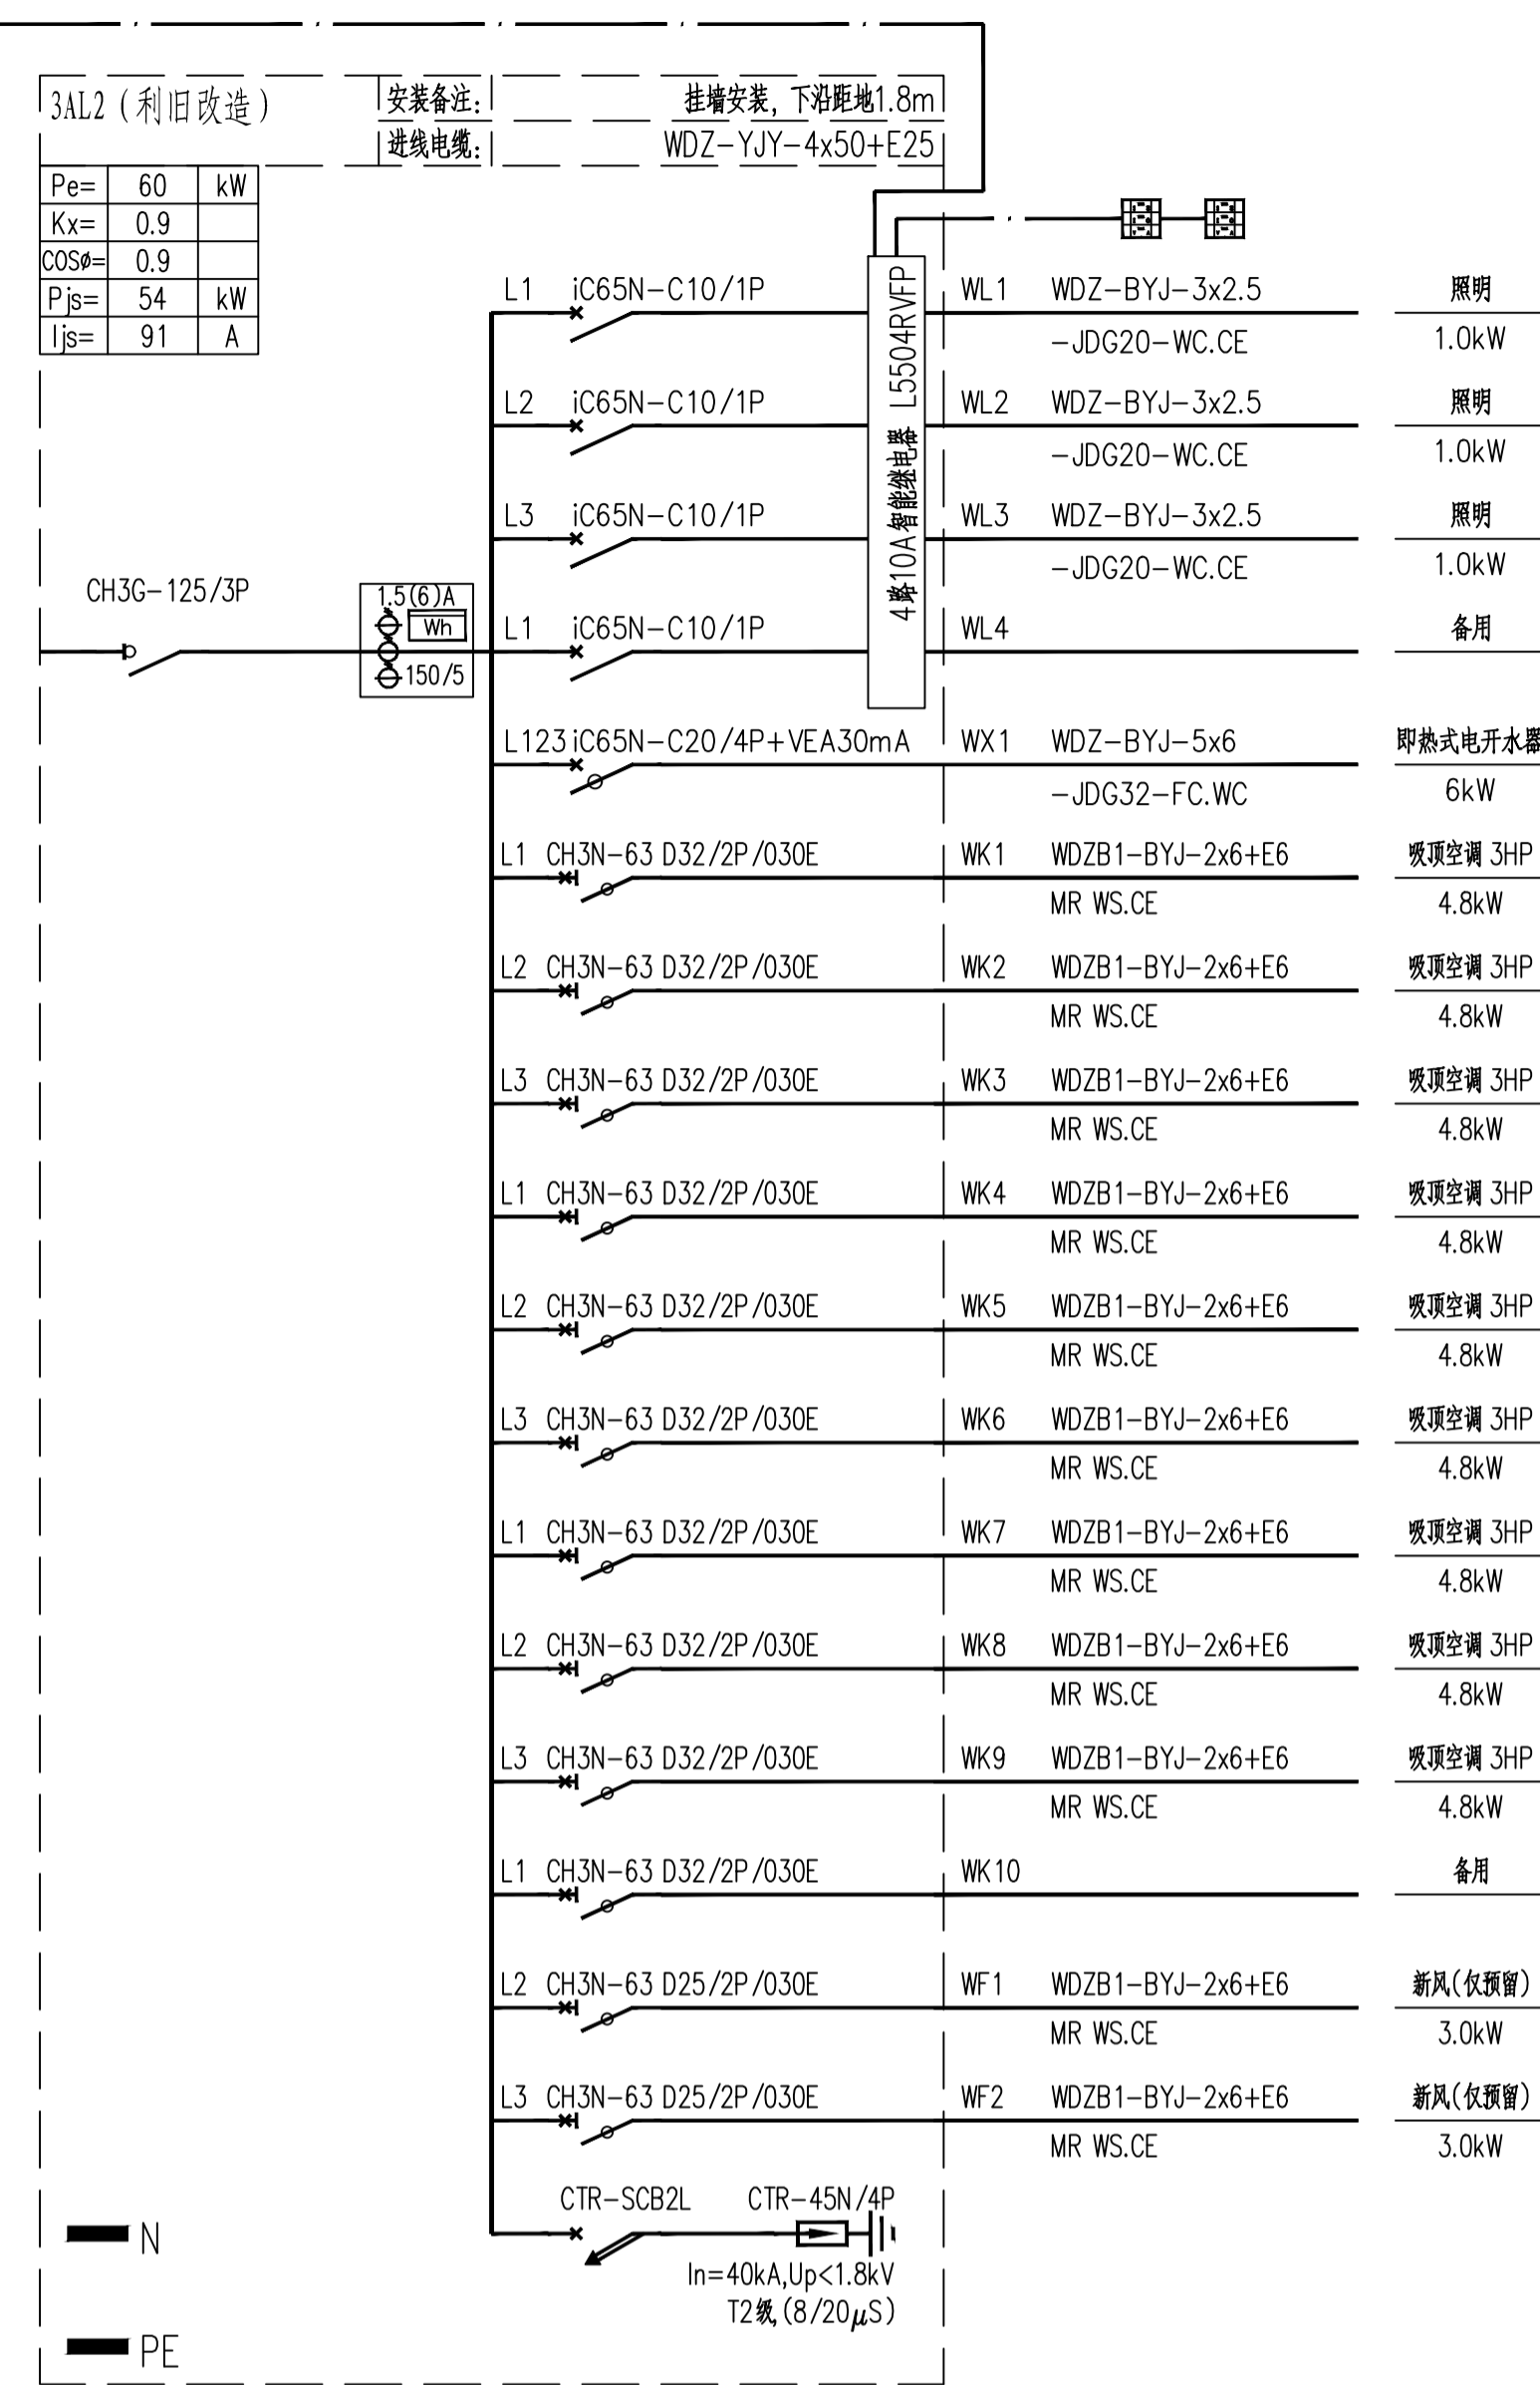 3AL2（利旧改造）
安装备注：
挂墙安装，下沿距地1.8m
进线电缆：
WDZ-YJY-4x50+E25
Pe= 60 kW
Kx= 0.9
COSø= 0.9
Pjs= 54 kW
Ijs= 91 A
CH3G-125/3P
1.5(6)A
Wh
150/5
4路10A智能继电器 L5504RVFP
L1 iC65N-C10/1P WL1 WDZ-BYJ-3x2.5 照明
-JDG20-WC.CE 1.0kW
L2 iC65N-C10/1P WL2 WDZ-BYJ-3x2.5 照明
-JDG20-WC.CE 1.0kW
L3 iC65N-C10/1P WL3 WDZ-BYJ-3x2.5 照明
-JDG20-WC.CE 1.0kW
L1 iC65N-C10/1P WL4 备用
L123 iC65N-C20/4P+VEA30mA WX1 WDZ-BYJ-5x6 即热式电开水器
-JDG32-FC.WC 6kW
L1 CH3N-63 D32/2P/030E WK1 WDZB1-BYJ-2x6+E6 吸顶空调 3HP
MR WS.CE 4.8kW
L2 CH3N-63 D32/2P/030E WK2 WDZB1-BYJ-2x6+E6 吸顶空调 3HP
MR WS.CE 4.8kW
L3 CH3N-63 D32/2P/030E WK3 WDZB1-BYJ-2x6+E6 吸顶空调 3HP
MR WS.CE 4.8kW
L1 CH3N-63 D32/2P/030E WK4 WDZB1-BYJ-2x6+E6 吸顶空调 3HP
MR WS.CE 4.8kW
L2 CH3N-63 D32/2P/030E WK5 WDZB1-BYJ-2x6+E6 吸顶空调 3HP
MR WS.CE 4.8kW
L3 CH3N-63 D32/2P/030E WK6 WDZB1-BYJ-2x6+E6 吸顶空调 3HP
MR WS.CE 4.8kW
L1 CH3N-63 D32/2P/030E WK7 WDZB1-BYJ-2x6+E6 吸顶空调 3HP
MR WS.CE 4.8kW
L2 CH3N-63 D32/2P/030E WK8 WDZB1-BYJ-2x6+E6 吸顶空调 3HP
MR WS.CE 4.8kW
L3 CH3N-63 D32/2P/030E WK9 WDZB1-BYJ-2x6+E6 吸顶空调 3HP
MR WS.CE 4.8kW
L1 CH3N-63 D32/2P/030E WK10 备用
L2 CH3N-63 D25/2P/030E WF1 WDZB1-BYJ-2x6+E6 新风(仅预留)
MR WS.CE 3.0kW
L3 CH3N-63 D25/2P/030E WF2 WDZB1-BYJ-2x6+E6 新风(仅预留)
MR WS.CE 3.0kW
CTR-SCB2L CTR-45N/4P
In=40kA,Up<1.8kV
T2级,(8/20μS)
N
PE